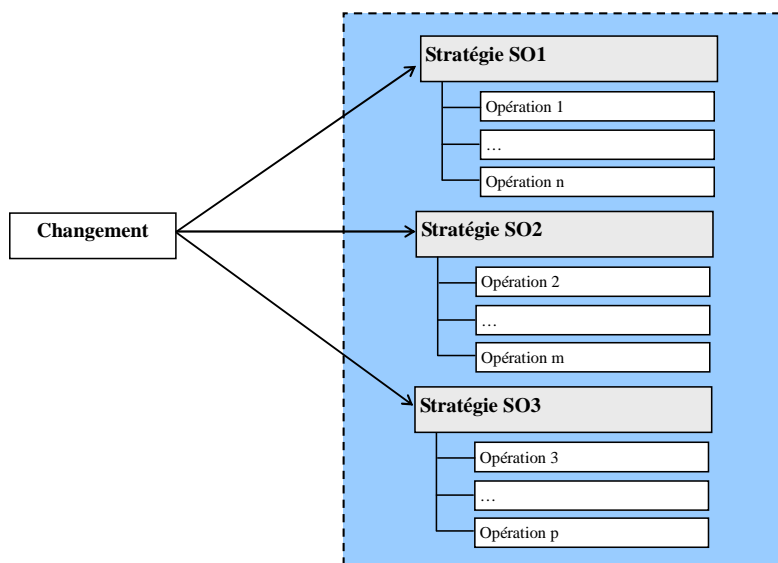 Stratégie SO1
Opération 1
…
Opération n
Changement
Stratégie SO2
Opération 2
…
Opération m
Stratégie SO3
Opération 3
…
Opération p